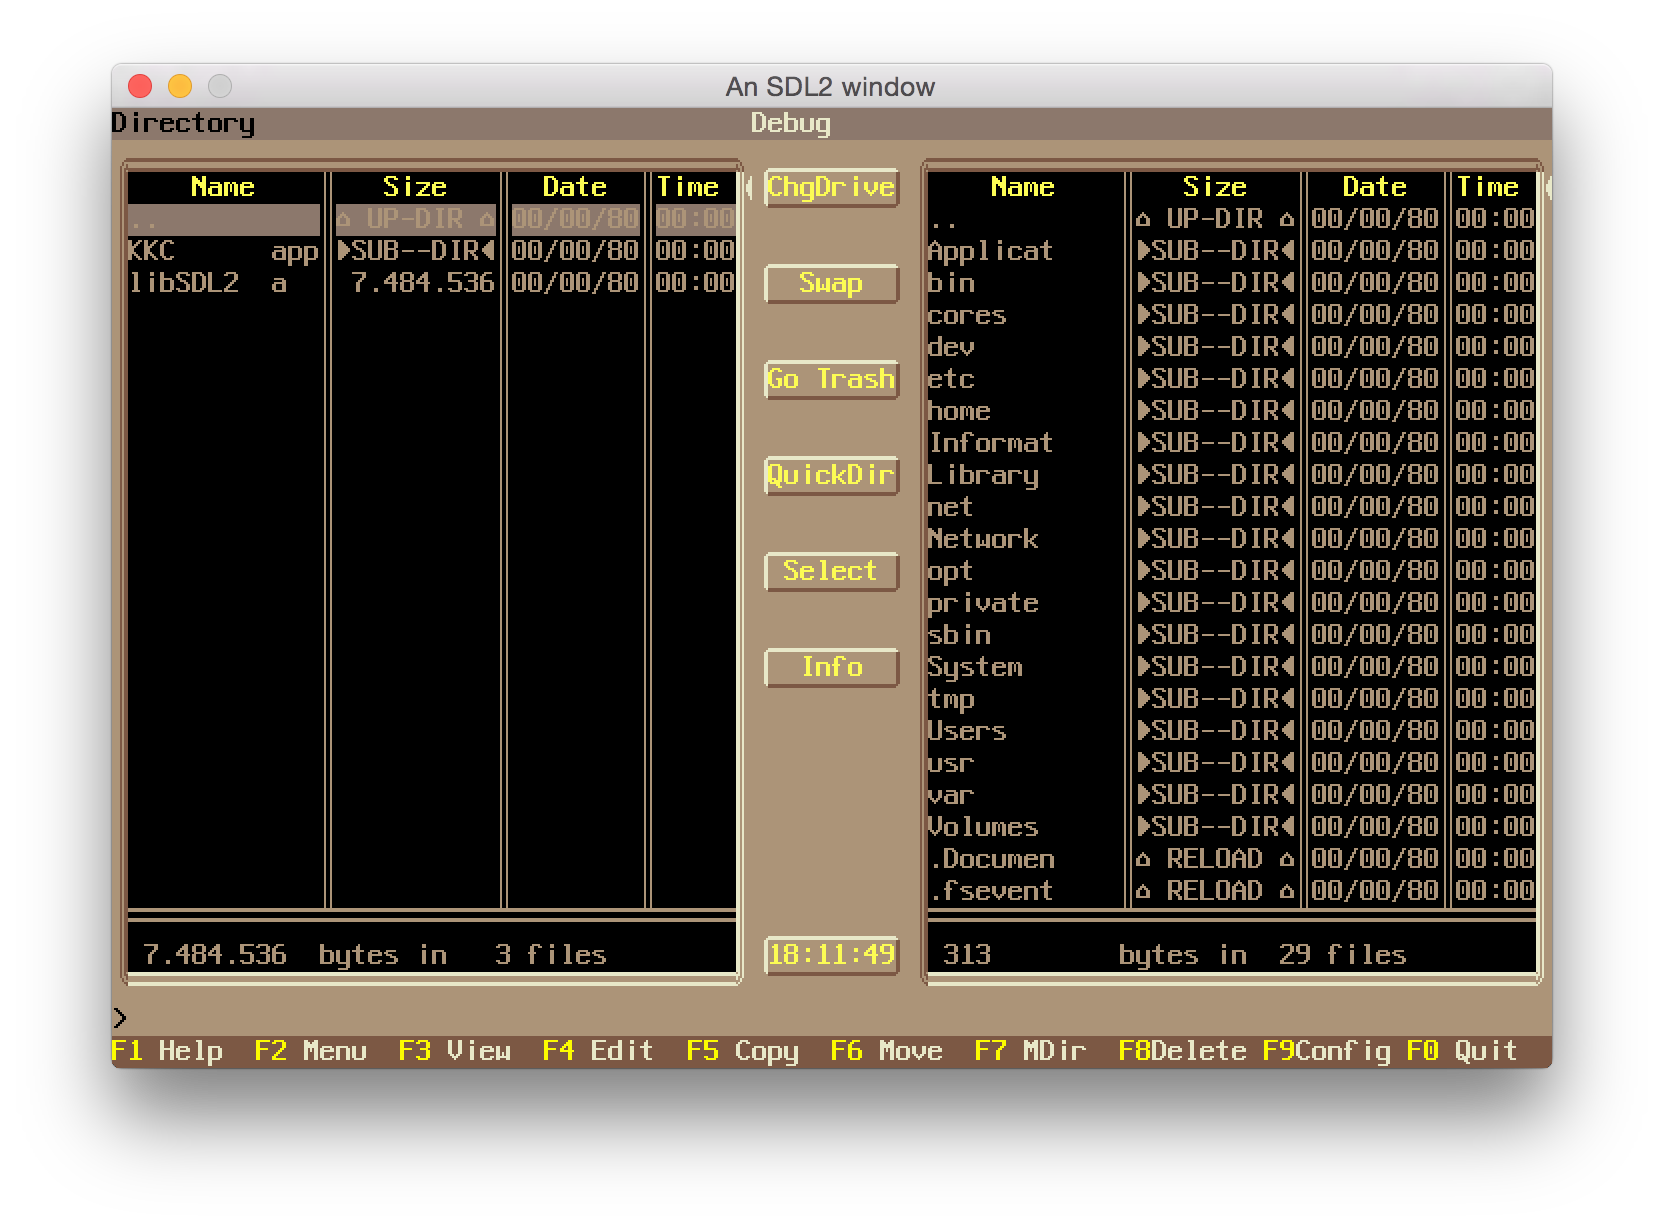 An SDL2 window
Directory Debug
Name Size Date Time
.. ⌂ UP-DIR ⌂ 00/00/80 00:00
KKC app ►SUB--DIR◄ 00/00/80 00:00
libSDL2 a 7.484.536 00/00/80 00:00
7.484.536 bytes in 3 files
ChgDrive
Swap
Go Trash
QuickDir
Select
Info
18:11:49
Name Size Date Time
.. ⌂ UP-DIR ⌂ 00/00/80 00:00
Applicat ►SUB--DIR◄ 00/00/80 00:00
bin ►SUB--DIR◄ 00/00/80 00:00
cores ►SUB--DIR◄ 00/00/80 00:00
dev ►SUB--DIR◄ 00/00/80 00:00
etc ►SUB--DIR◄ 00/00/80 00:00
home ►SUB--DIR◄ 00/00/80 00:00
Informat ►SUB--DIR◄ 00/00/80 00:00
Library ►SUB--DIR◄ 00/00/80 00:00
net ►SUB--DIR◄ 00/00/80 00:00
Network ►SUB--DIR◄ 00/00/80 00:00
opt ►SUB--DIR◄ 00/00/80 00:00
private ►SUB--DIR◄ 00/00/80 00:00
sbin ►SUB--DIR◄ 00/00/80 00:00
System ►SUB--DIR◄ 00/00/80 00:00
tmp ►SUB--DIR◄ 00/00/80 00:00
Users ►SUB--DIR◄ 00/00/80 00:00
usr ►SUB--DIR◄ 00/00/80 00:00
var ►SUB--DIR◄ 00/00/80 00:00
Volumes ►SUB--DIR◄ 00/00/80 00:00
.Documen ⌂ RELOAD ⌂ 00/00/80 00:00
.fsevent ⌂ RELOAD ⌂ 00/00/80 00:00
313 bytes in 29 files
>
F1 Help F2 Menu F3 View F4 Edit F5 Copy F6 Move F7 MDir F8Delete F9Config F0 Quit